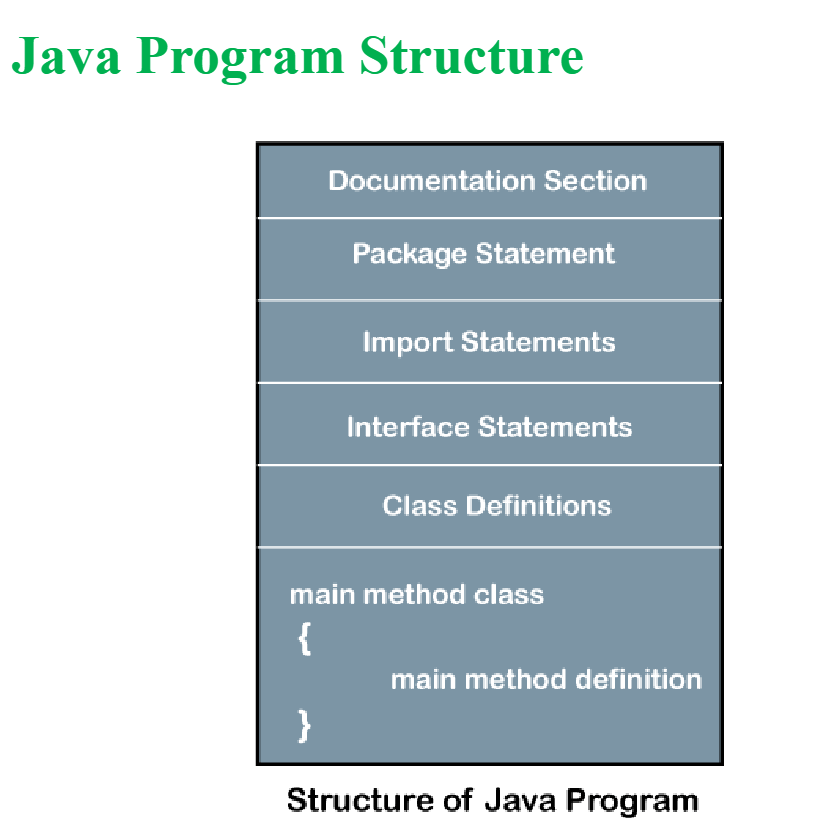 Java Program Structure
Documentation Section
Package Statement
Import Statements
Interface Statements
Class Definitions
main method class
{
main method definition
}
Structure of Java Program